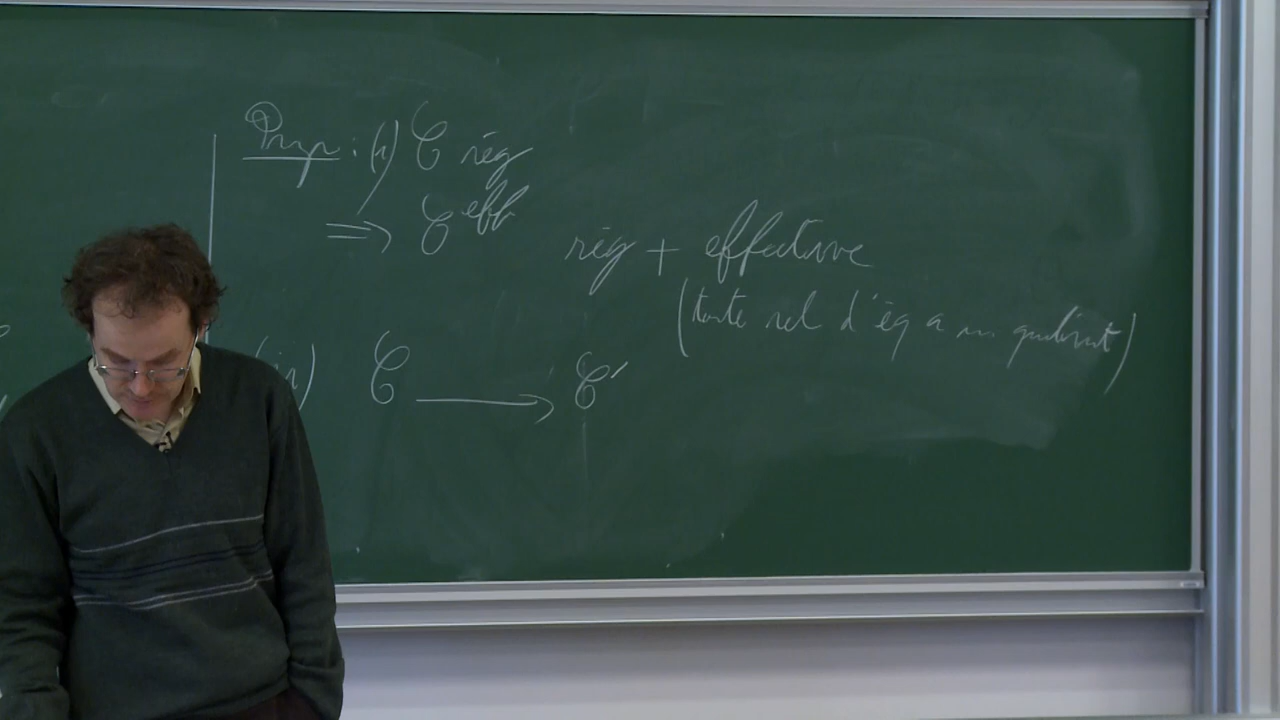 Prop : (i) C rég
⇒ C^eff rég + effective
(toute rel d'éq a un quotient)
(ii) C ⟶ C'